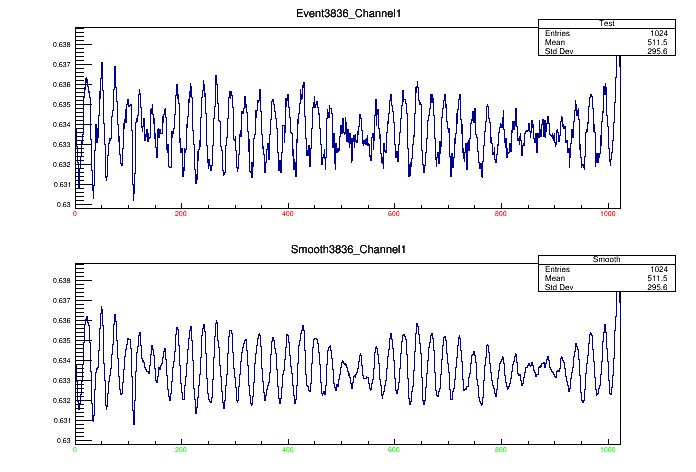 Event3836_Channel1
Test
Entries 1024
Mean 511.5
Std Dev 295.6
0.638
0.637
0.636
0.635
0.634
0.633
0.632
0.631
0.63
0 200 400 600 800 1000
Smooth3836_Channel1
Smooth
Entries 1024
Mean 511.5
Std Dev 295.6
0.638
0.637
0.636
0.635
0.634
0.633
0.632
0.631
0.63
0 200 400 600 800 1000